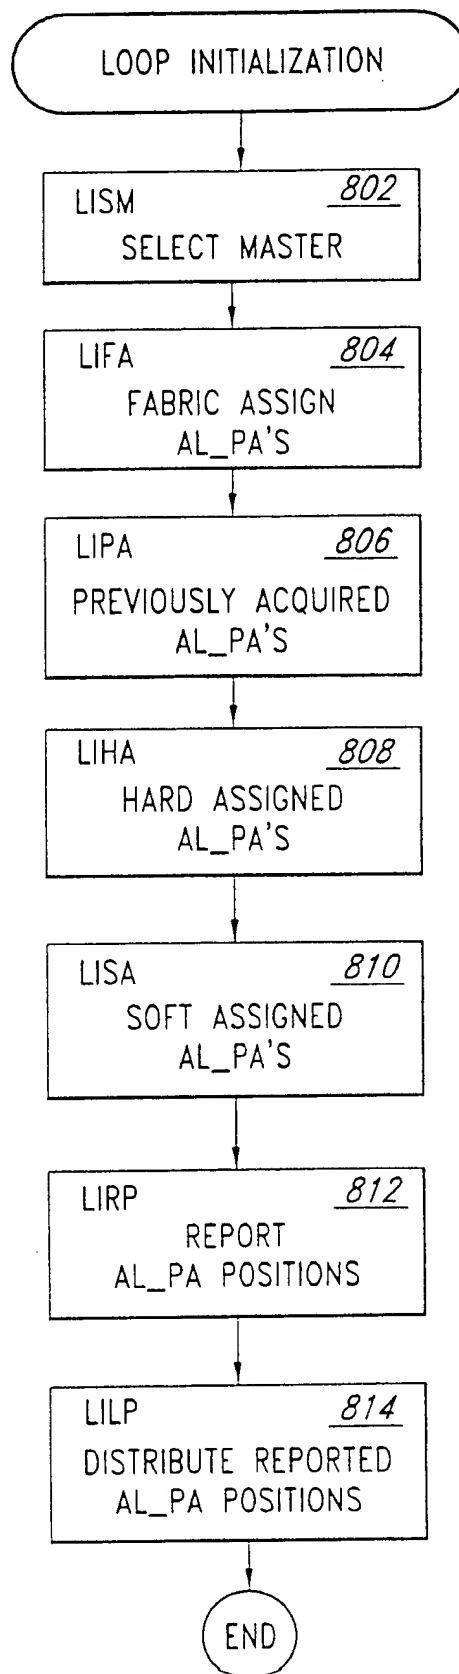 LOOP INITIALIZATION
LISM 802
SELECT MASTER
LIFA 804
FABRIC ASSIGN
AL_PA'S
LIPA 806
PREVIOUSLY ACQUIRED
AL_PA'S
LIHA 808
HARD ASSIGNED
AL_PA'S
LISA 810
SOFT ASSIGNED
AL_PA'S
LIRP 812
REPORT
AL_PA POSITIONS
LILP 814
DISTRIBUTE REPORTED
AL_PA POSITIONS
END